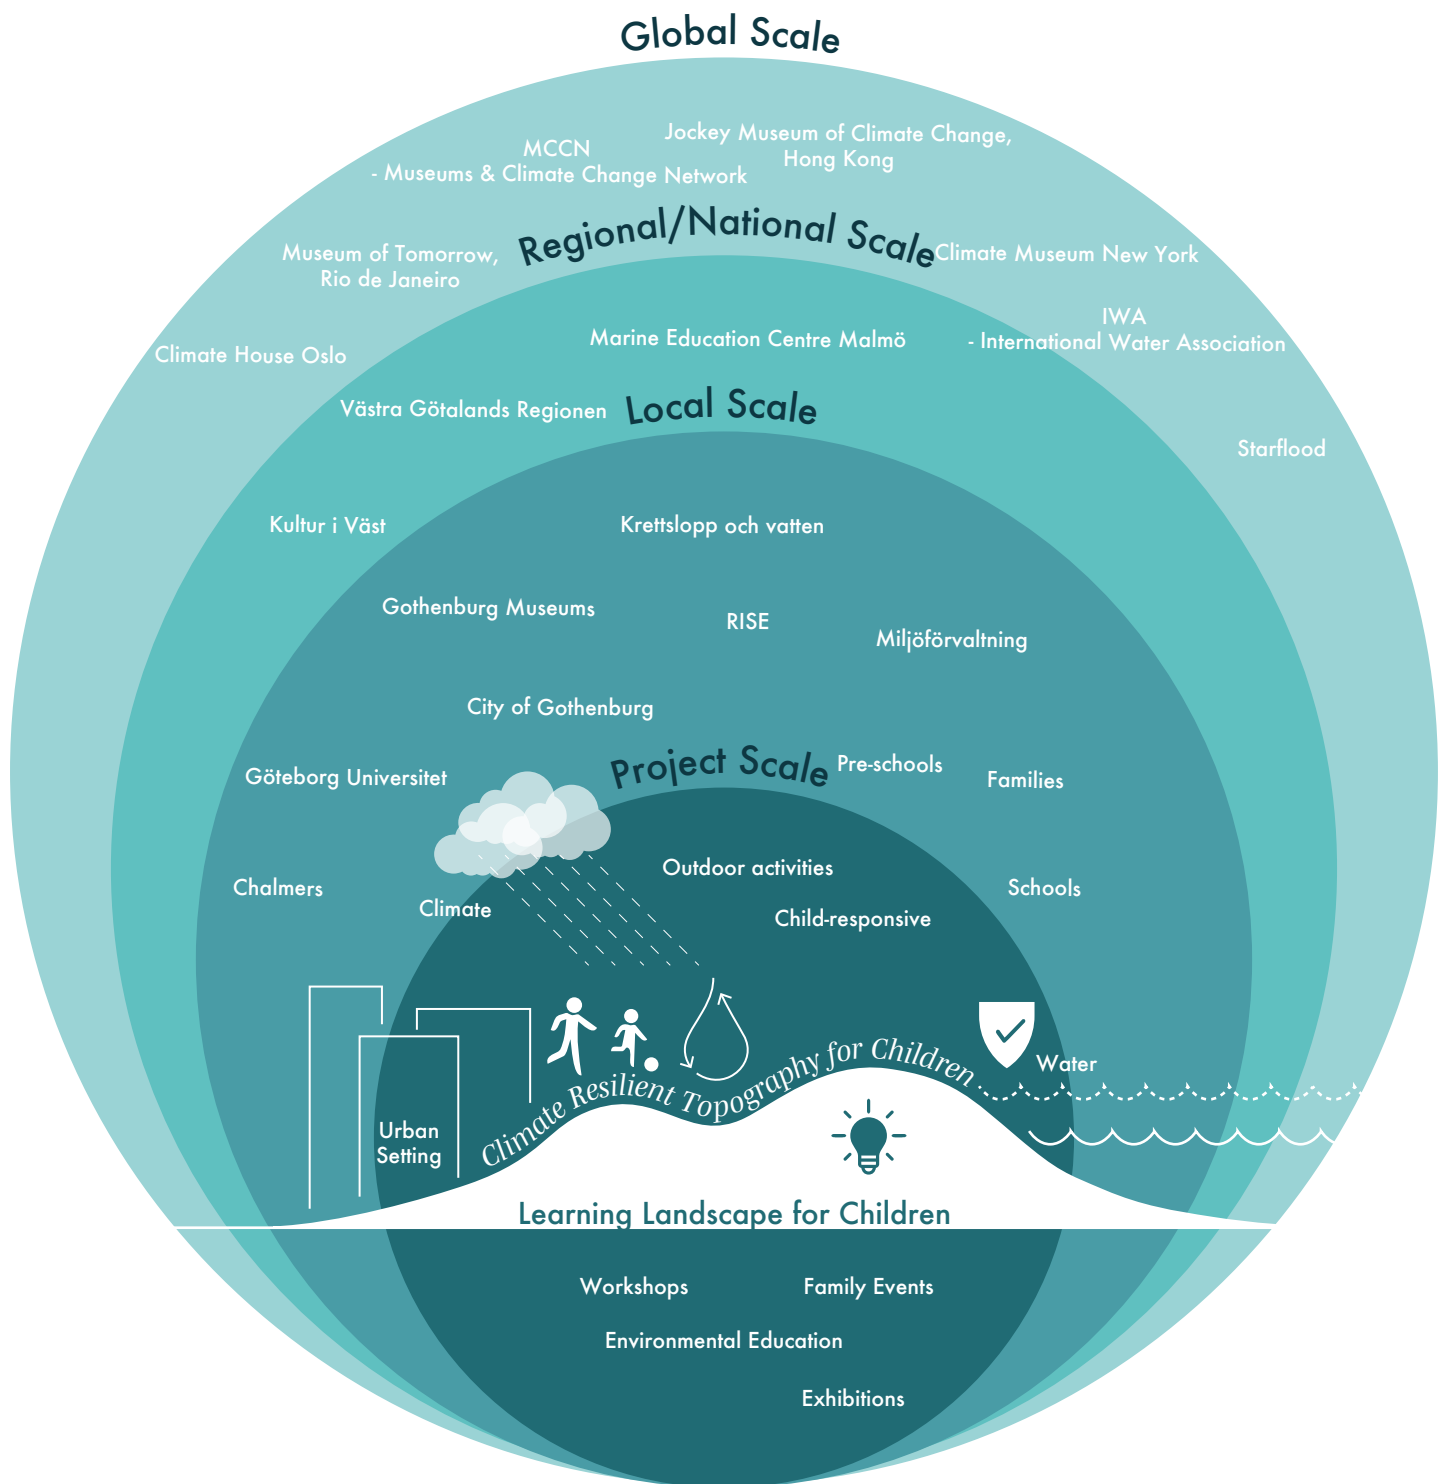 Global Scale
Jockey Museum of Climate Change,
Hong Kong
MCCN
- Museums & Climate Change Network
Regional/National Scale
Museum of Tomorrow,
Rio de Janeiro
Climate Museum New York
IWA
- International Water Association
Marine Education Centre Malmö
Climate House Oslo
Västra Götalands Regionen
Local Scale
Starflood
Kultur i Väst
Krettslopp och vatten
Gothenburg Museums
RISE
Miljöförvaltning
City of Gothenburg
Project Scale
Pre-schools
Families
Göteborg Universitet
Outdoor activities
Chalmers
Schools
Climate
Child-responsive
Climate Resilient Topography for Children
Water
Urban
Setting
Learning Landscape for Children
Workshops
Family Events
Environmental Education
Exhibitions